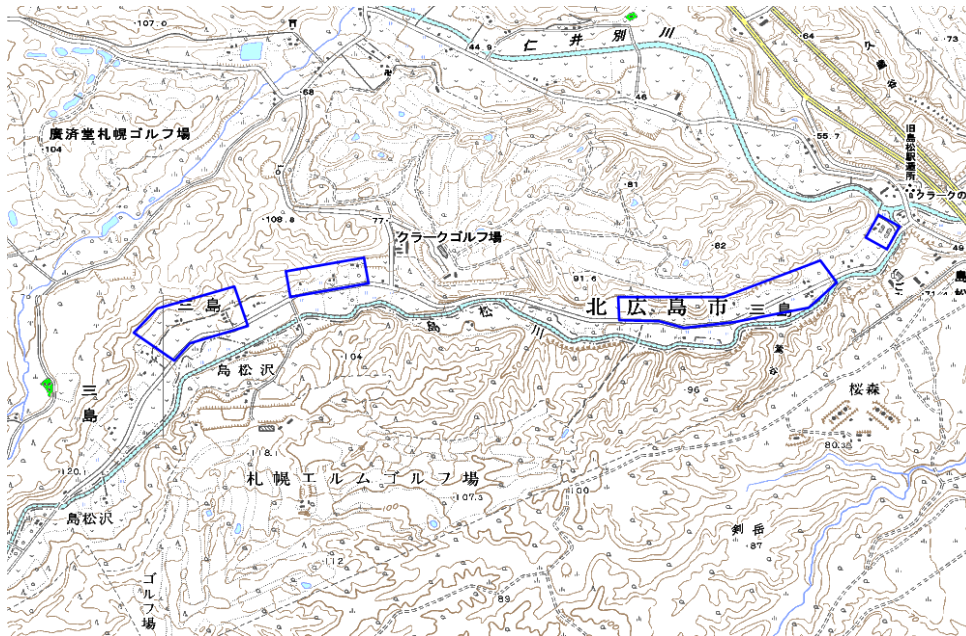 107.0
44.9
仁井別川
64
73
68
46
廣済堂札幌ゴルフ場
104
55.7
旧島松駅逓所
81
クラークの
108.8
77
クラークゴルフ場
82
49
91.6
三島
北広島市 三島
島松川
島松沢
104
三島
96
桜森
80.3
120.1
118.
札幌エルムゴルフ場
107.3
100
島松沢
剣岳
87
112
ゴルフ場
89